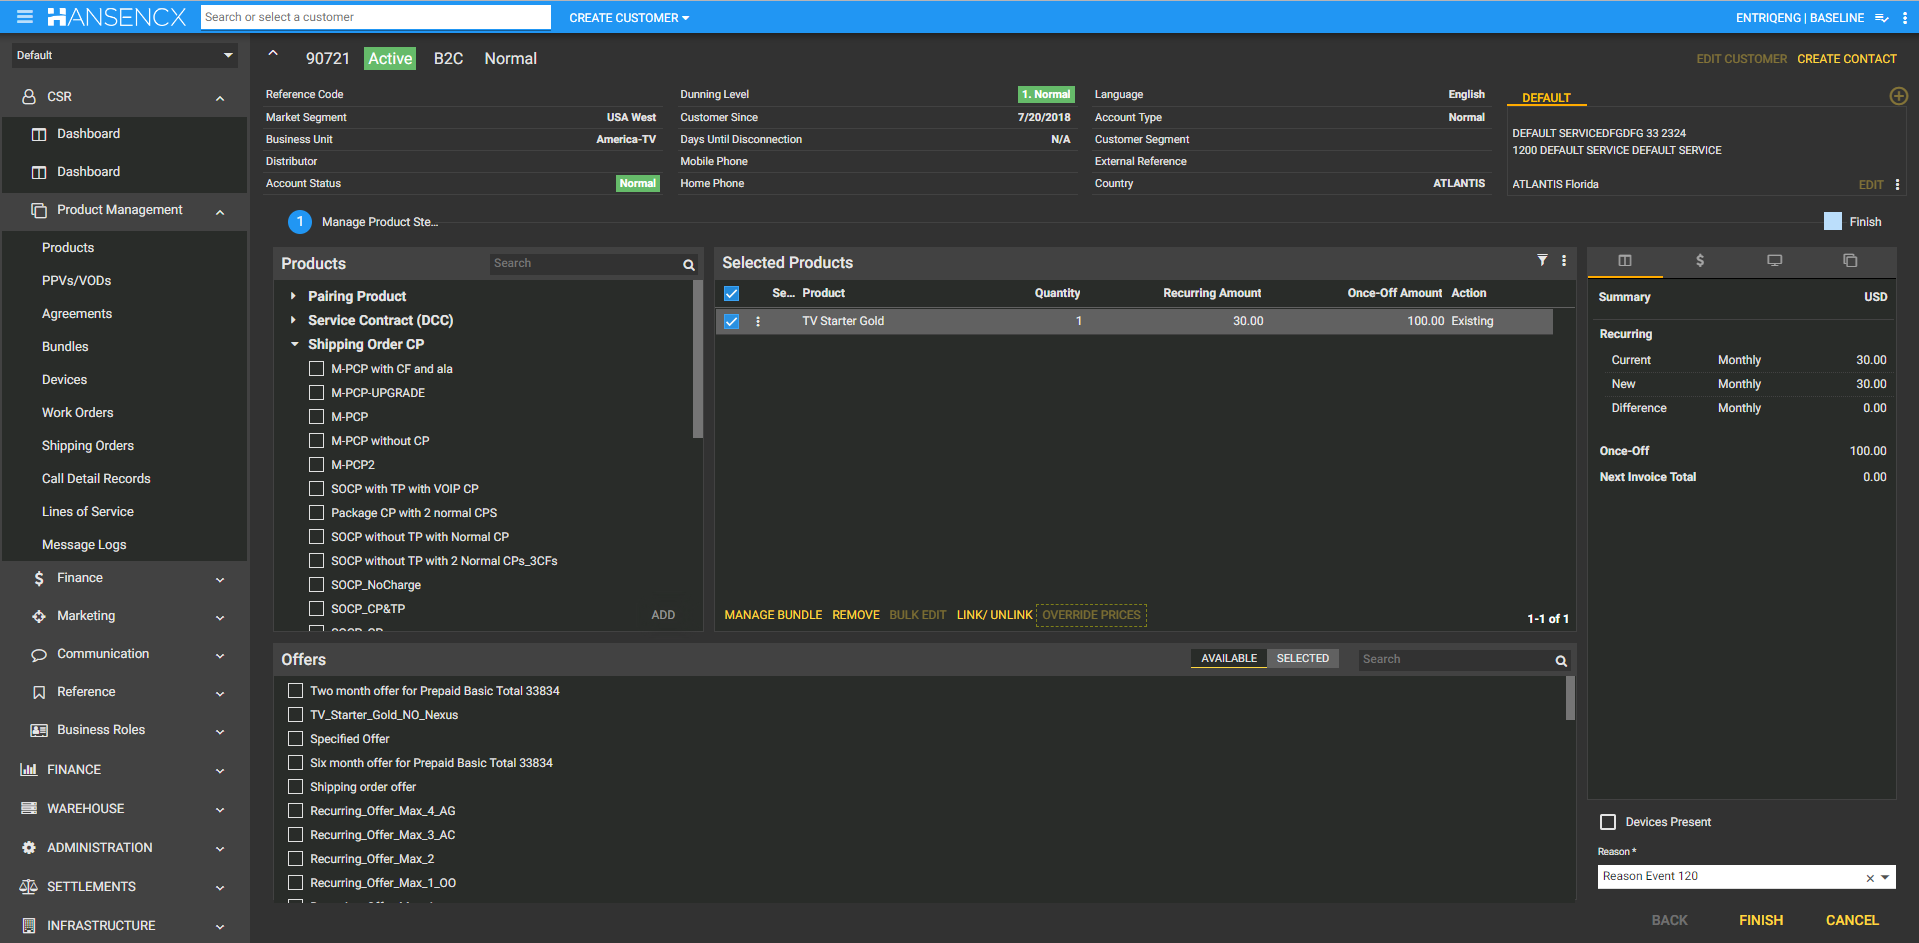 HANSENCX
Search or select a customer
CREATE CUSTOMER
ENTRIQENG | BASELINE
Default
CSR
Dashboard
Dashboard
Product Management
Products
PPVs/VODs
Agreements
Bundles
Devices
Work Orders
Shipping Orders
Call Detail Records
Lines of Service
Message Logs
Finance
Marketing
Communication
Reference
Business Roles
FINANCE
WAREHOUSE
ADMINISTRATION
SETTLEMENTS
INFRASTRUCTURE
90721 Active B2C Normal
EDIT CUSTOMER CREATE CONTACT
Reference Code
Market Segment USA West
Business Unit America-TV
Distributor
Account Status Normal
Dunning Level 1. Normal
Customer Since 7/20/2018
Days Until Disconnection N/A
Mobile Phone
Home Phone
Language English
Account Type Normal
Customer Segment
External Reference
Country ATLANTIS
DEFAULT
DEFAULT SERVICEDFGDFG 33 2324
1200 DEFAULT SERVICE DEFAULT SERVICE
ATLANTIS Florida
EDIT
1 Manage Product Ste...
Finish
Products
Search
Pairing Product
Service Contract (DCC)
Shipping Order CP
M-PCP with CF and ala
M-PCP-UPGRADE
M-PCP
M-PCP without CP
M-PCP2
SOCP with TP with VOIP CP
Package CP with 2 normal CPS
SOCP without TP with Normal CP
SOCP without TP with 2 Normal CPs_3CFs
SOCP_NoCharge
SOCP_CP&TP
ADD
Selected Products
Se... Product Quantity Recurring Amount Once-Off Amount Action
TV Starter Gold 1 30.00 100.00 Existing
MANAGE BUNDLE REMOVE BULK EDIT LINK/ UNLINK OVERRIDE PRICES
1-1 of 1
Summary USD
Recurring
Current Monthly 30.00
New Monthly 30.00
Difference Monthly 0.00
Once-Off 100.00
Next Invoice Total 0.00
Offers
AVAILABLE SELECTED
Search
Two month offer for Prepaid Basic Total 33834
TV_Starter_Gold_NO_Nexus
Specified Offer
Six month offer for Prepaid Basic Total 33834
Shipping order offer
Recurring_Offer_Max_4_AG
Recurring_Offer_Max_3_AC
Recurring_Offer_Max_2
Recurring_Offer_Max_1_OO
Devices Present
Reason *
Reason Event 120
BACK FINISH CANCEL